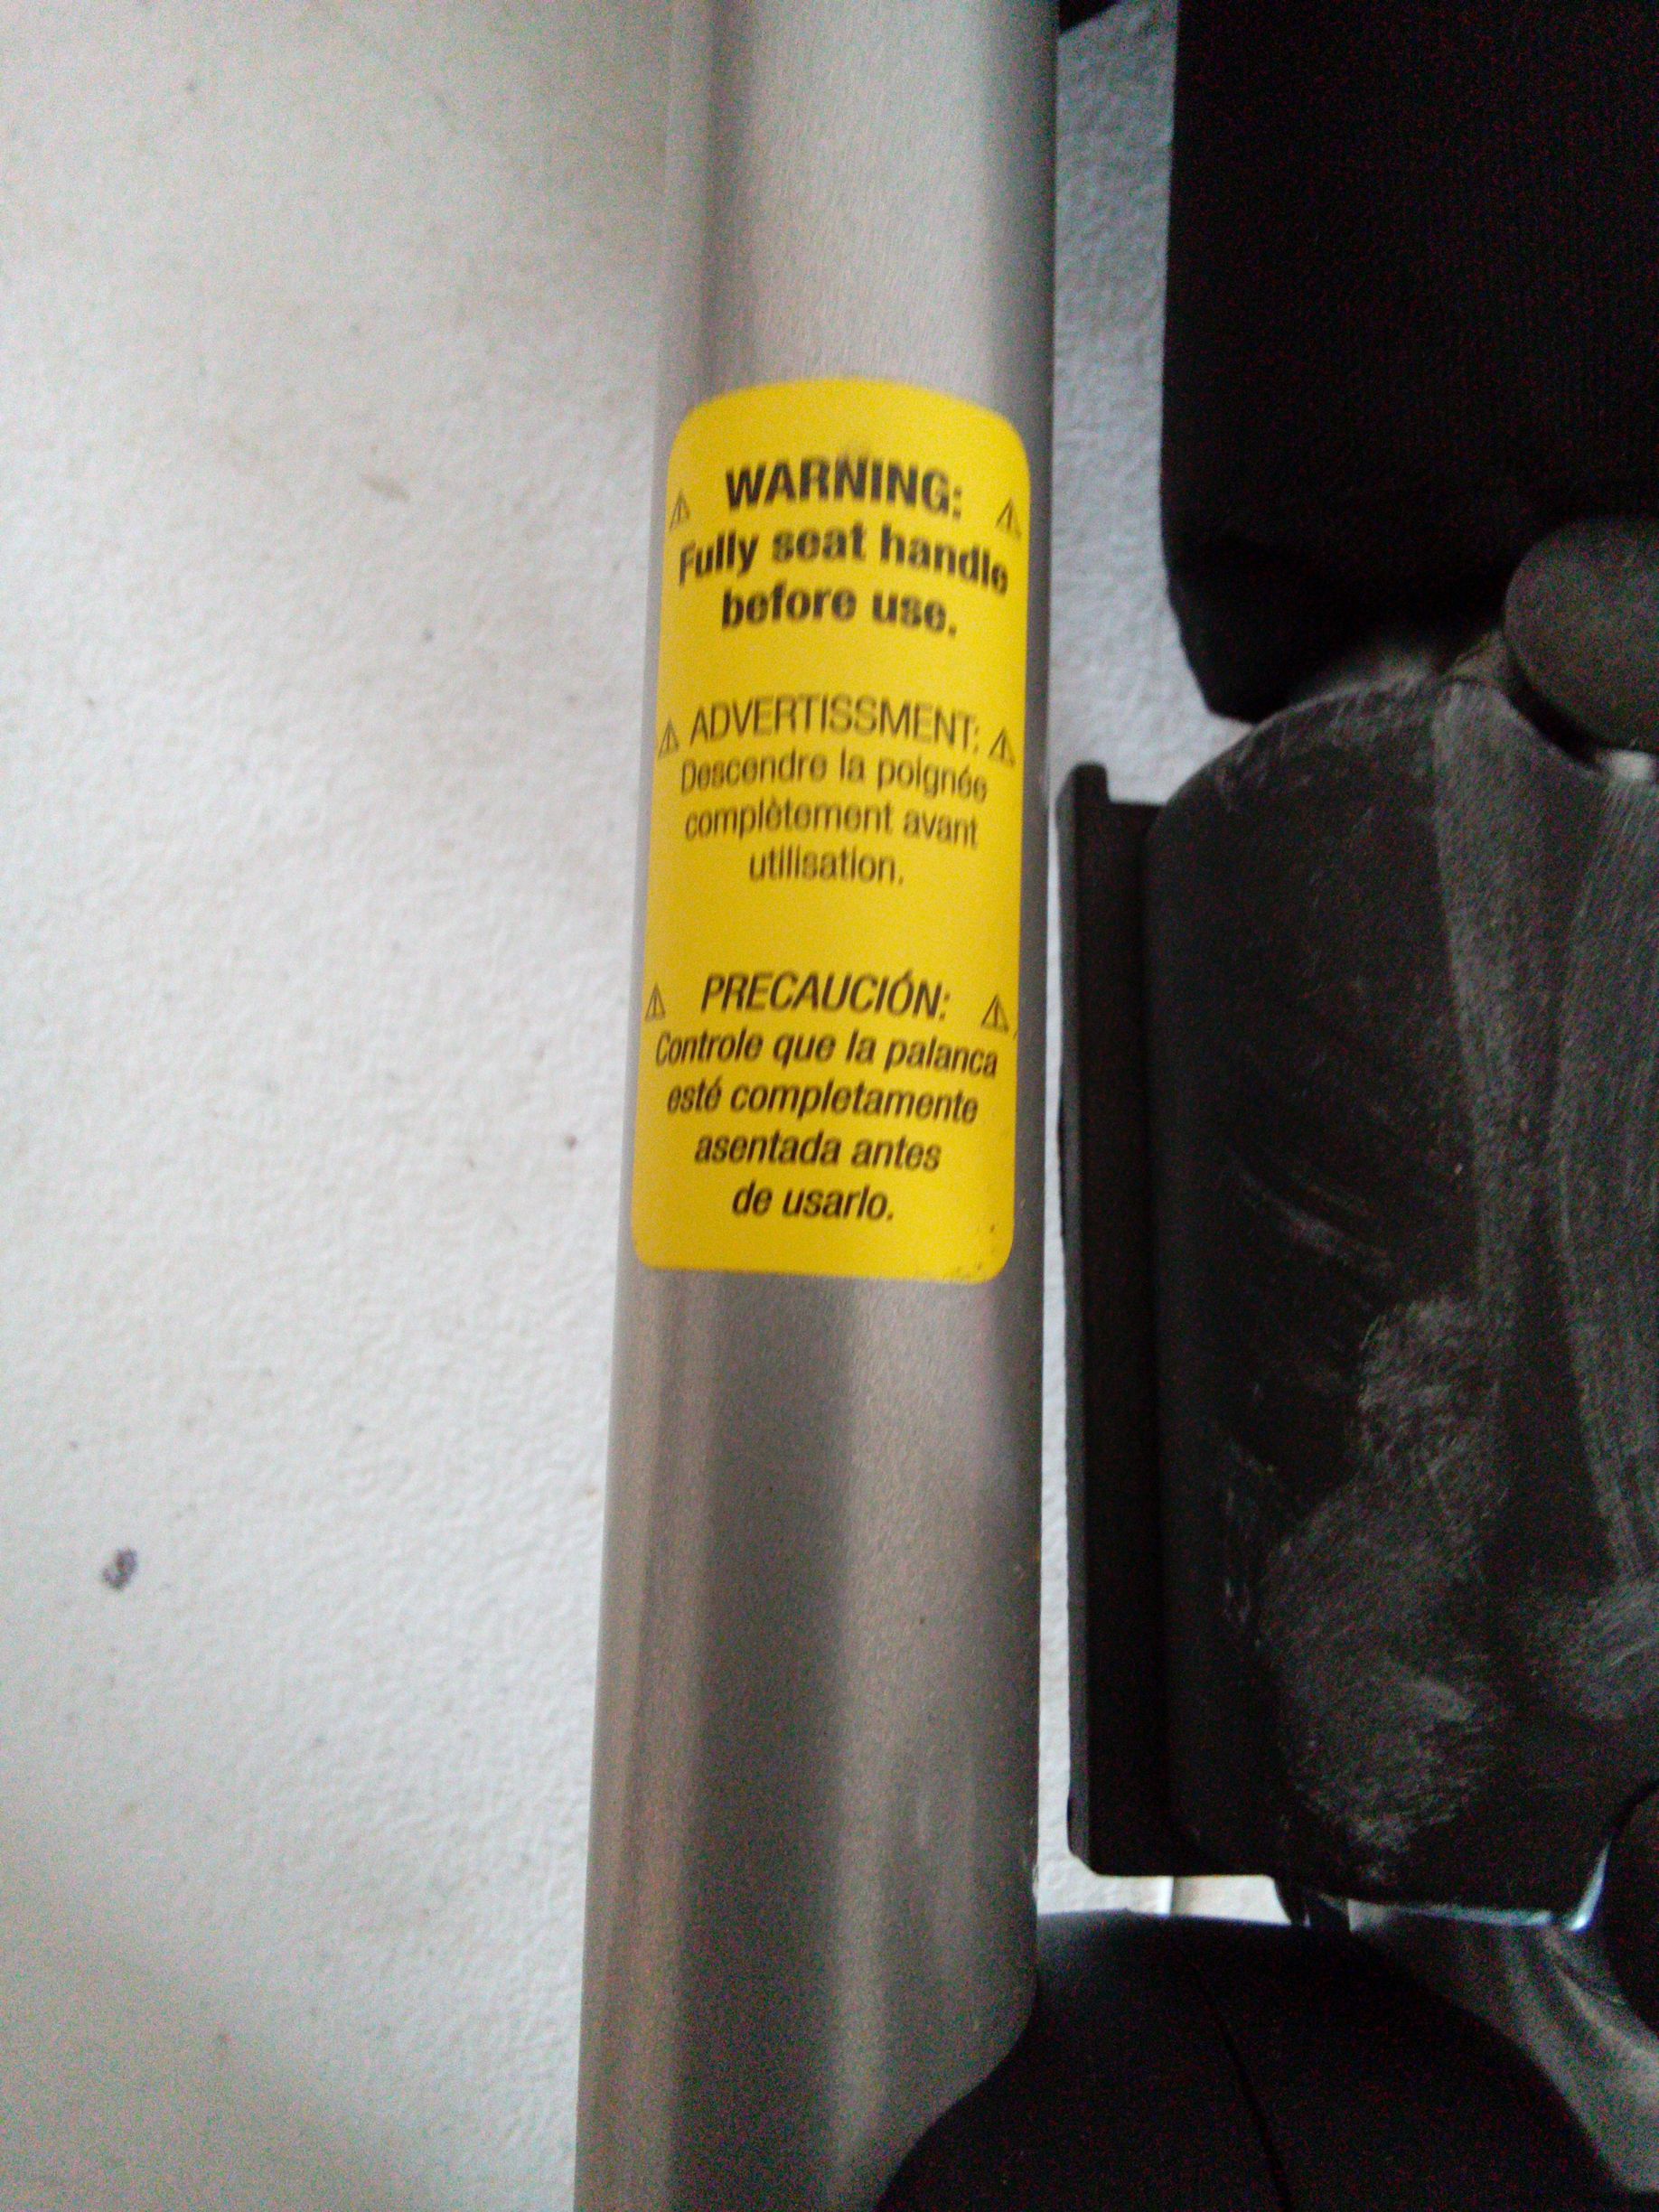 WARNING:
Fully seat handle
before use.
ADVERTISSMENT:
Descendre la poignée
complètement avant
utilisation.
PRECAUCIÓN:
Controle que la palanca
esté completamente
asentada antes
de usarlo.